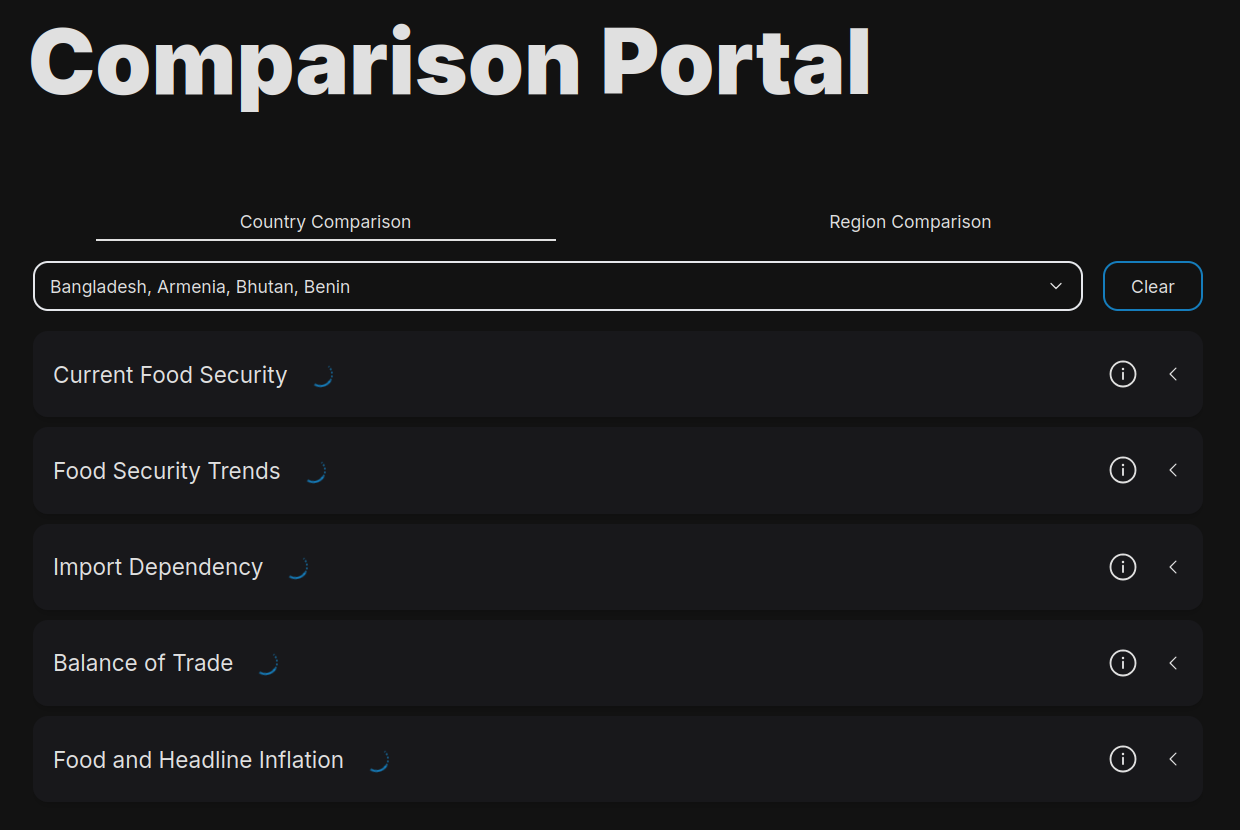 Comparison Portal
Country Comparison
Region Comparison
Bangladesh, Armenia, Bhutan, Benin
Clear
Current Food Security
Food Security Trends
Import Dependency
Balance of Trade
Food and Headline Inflation